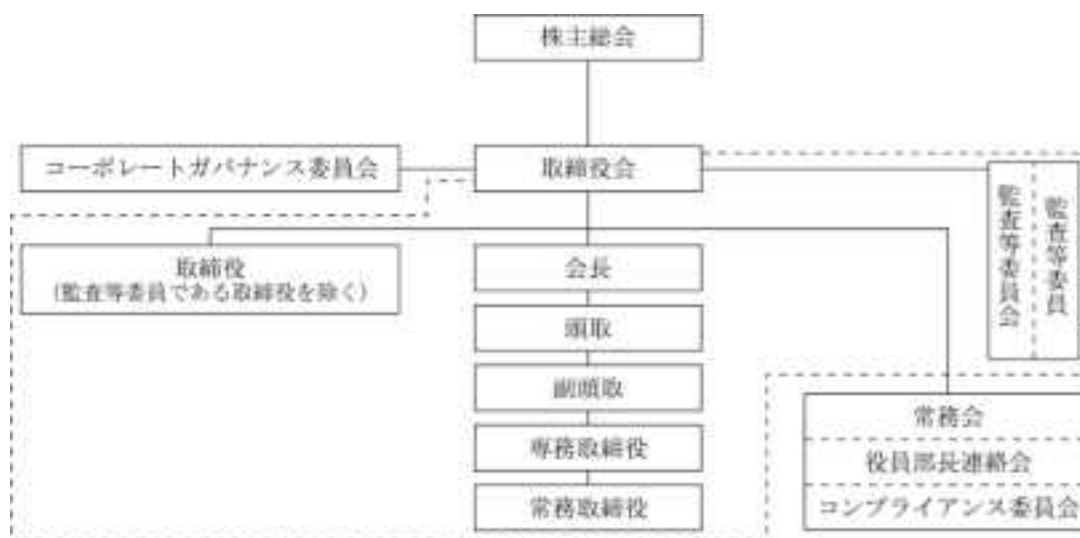 株主総会
コーポレートガバナンス委員会
取締役会
監査等委員会
監査等委員
取締役
(監査等委員である取締役を除く)
会長
頭取
副頭取
専務取締役
常務取締役
常務会
役員部長連絡会
コンプライアンス委員会